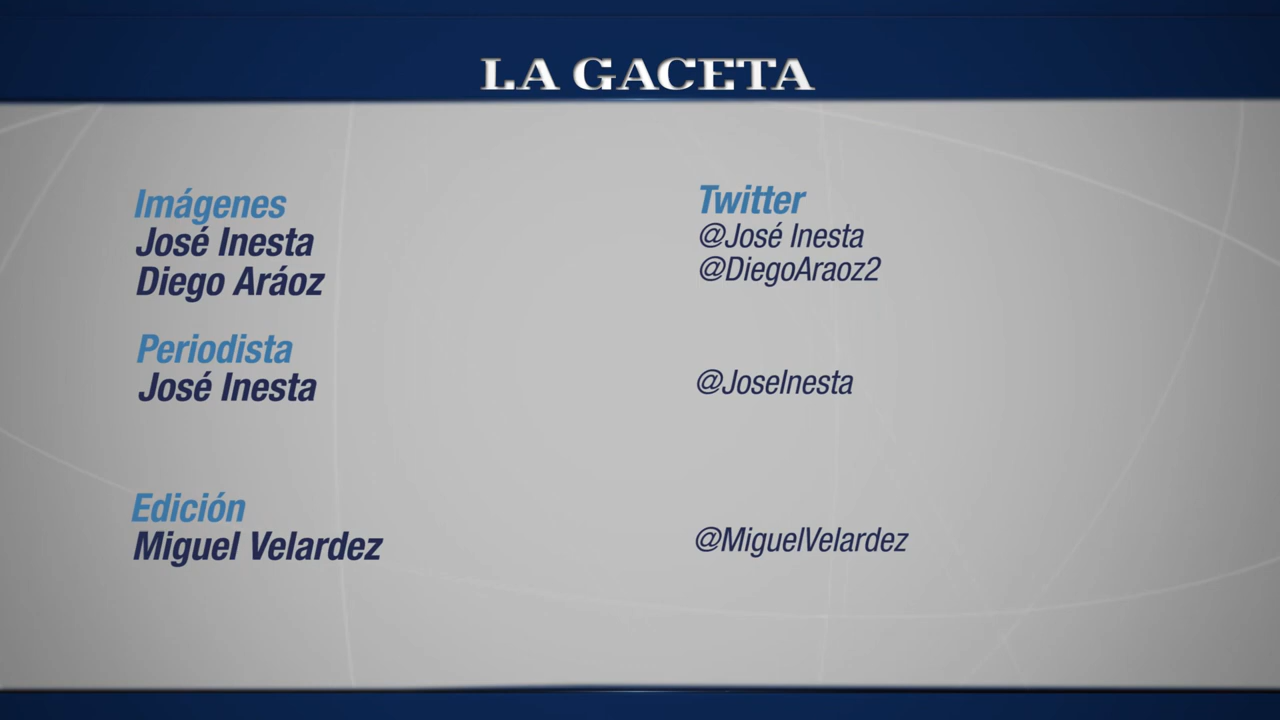 LA GACETA
Imágenes
José Inesta
Diego Aráoz
Twitter
@José Inesta
@DiegoAraoz2
Periodista
José Inesta
@JoseInesta
Edición
Miguel Velardez
@MiguelVelardez